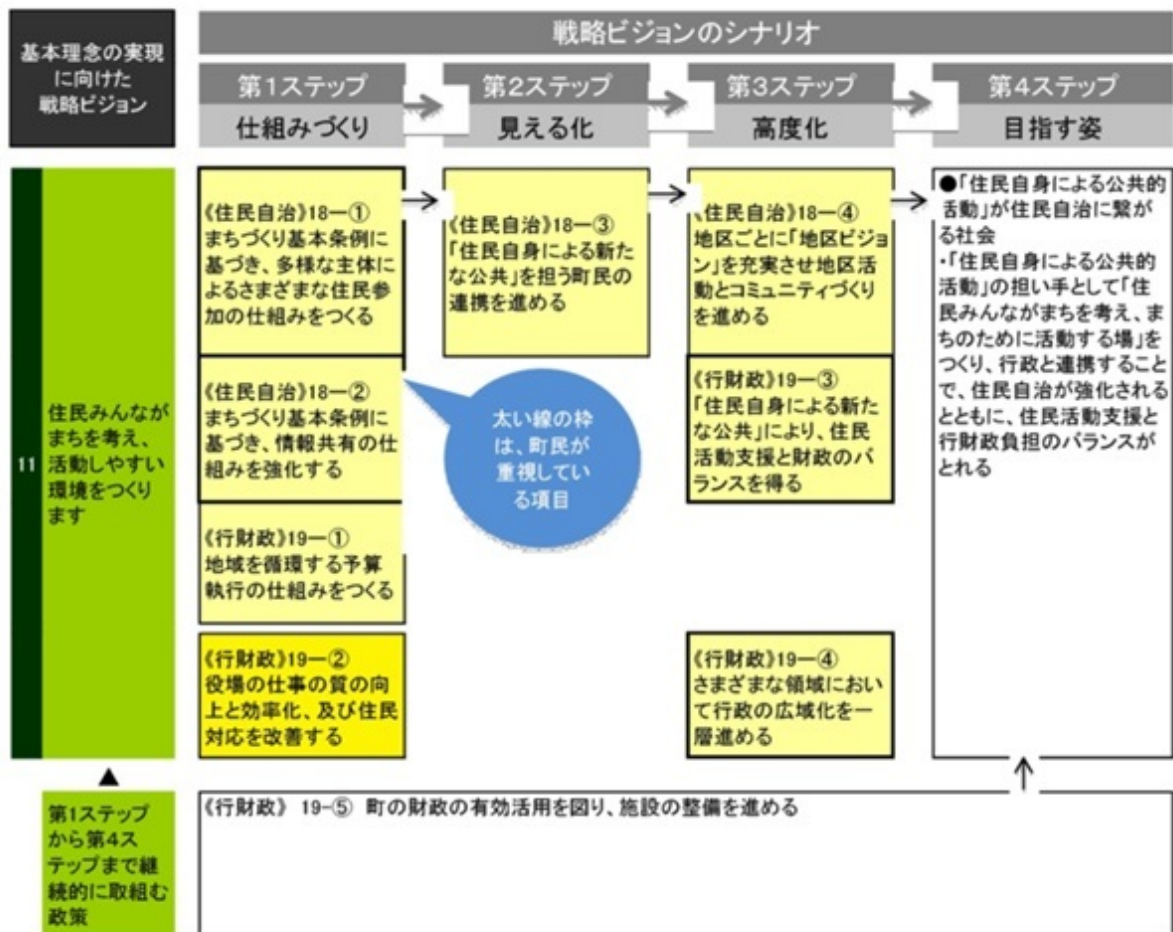 基本理念の実現
に向けた
戦略ビジョン
戦略ビジョンのシナリオ
第1ステップ
仕組みづくり
第2ステップ
見える化
第3ステップ
高度化
第4ステップ
目指す姿
11
住民みんなが
まちを考え、
活動しやすい
環境をつくり
ます
《住民自治》18―①
まちづくり基本条例に
基づき、多様な主体に
よるさまざまな住民参
加の仕組みをつくる
《住民自治》18―②
まちづくり基本条例に
基づき、情報共有の仕
組みを強化する
《行財政》19―①
地域を循環する予算
執行の仕組みをつくる
《行財政》19―②
役場の仕事の質の向
上と効率化、及び住民
対応を改善する
《住民自治》18―③
「住民自身による新た
な公共」を担う町民の
連携を進める
太い線の枠
は、町民が
重視してい
る項目
《住民自治》18―④
地区ごとに「地区ビジョ
ン」を充実させ地区活
動とコミュニティづくり
を進める
《行財政》19―③
「住民自身による新た
な公共」により、住民
活動支援と財政のバ
ランスを得る
《行財政》19―④
さまざまな領域におい
て行政の広域化を一
層進める
●「住民自身による公共的
活動」が住民自治に繋が
る社会
・「住民自身による公共的
活動」の担い手として「住
民みんながまちを考え、ま
ちのために活動する場」を
つくり、行政と連携すること
で、住民自治が強化される
とともに、住民活動支援と
行財政負担のバランスが
とれる
▲
第1ステップ
から第4ス
テップまで継
続的に取組む
政策
《行財政》 19-⑤ 町の財政の有効活用を図り、施設の整備を進める